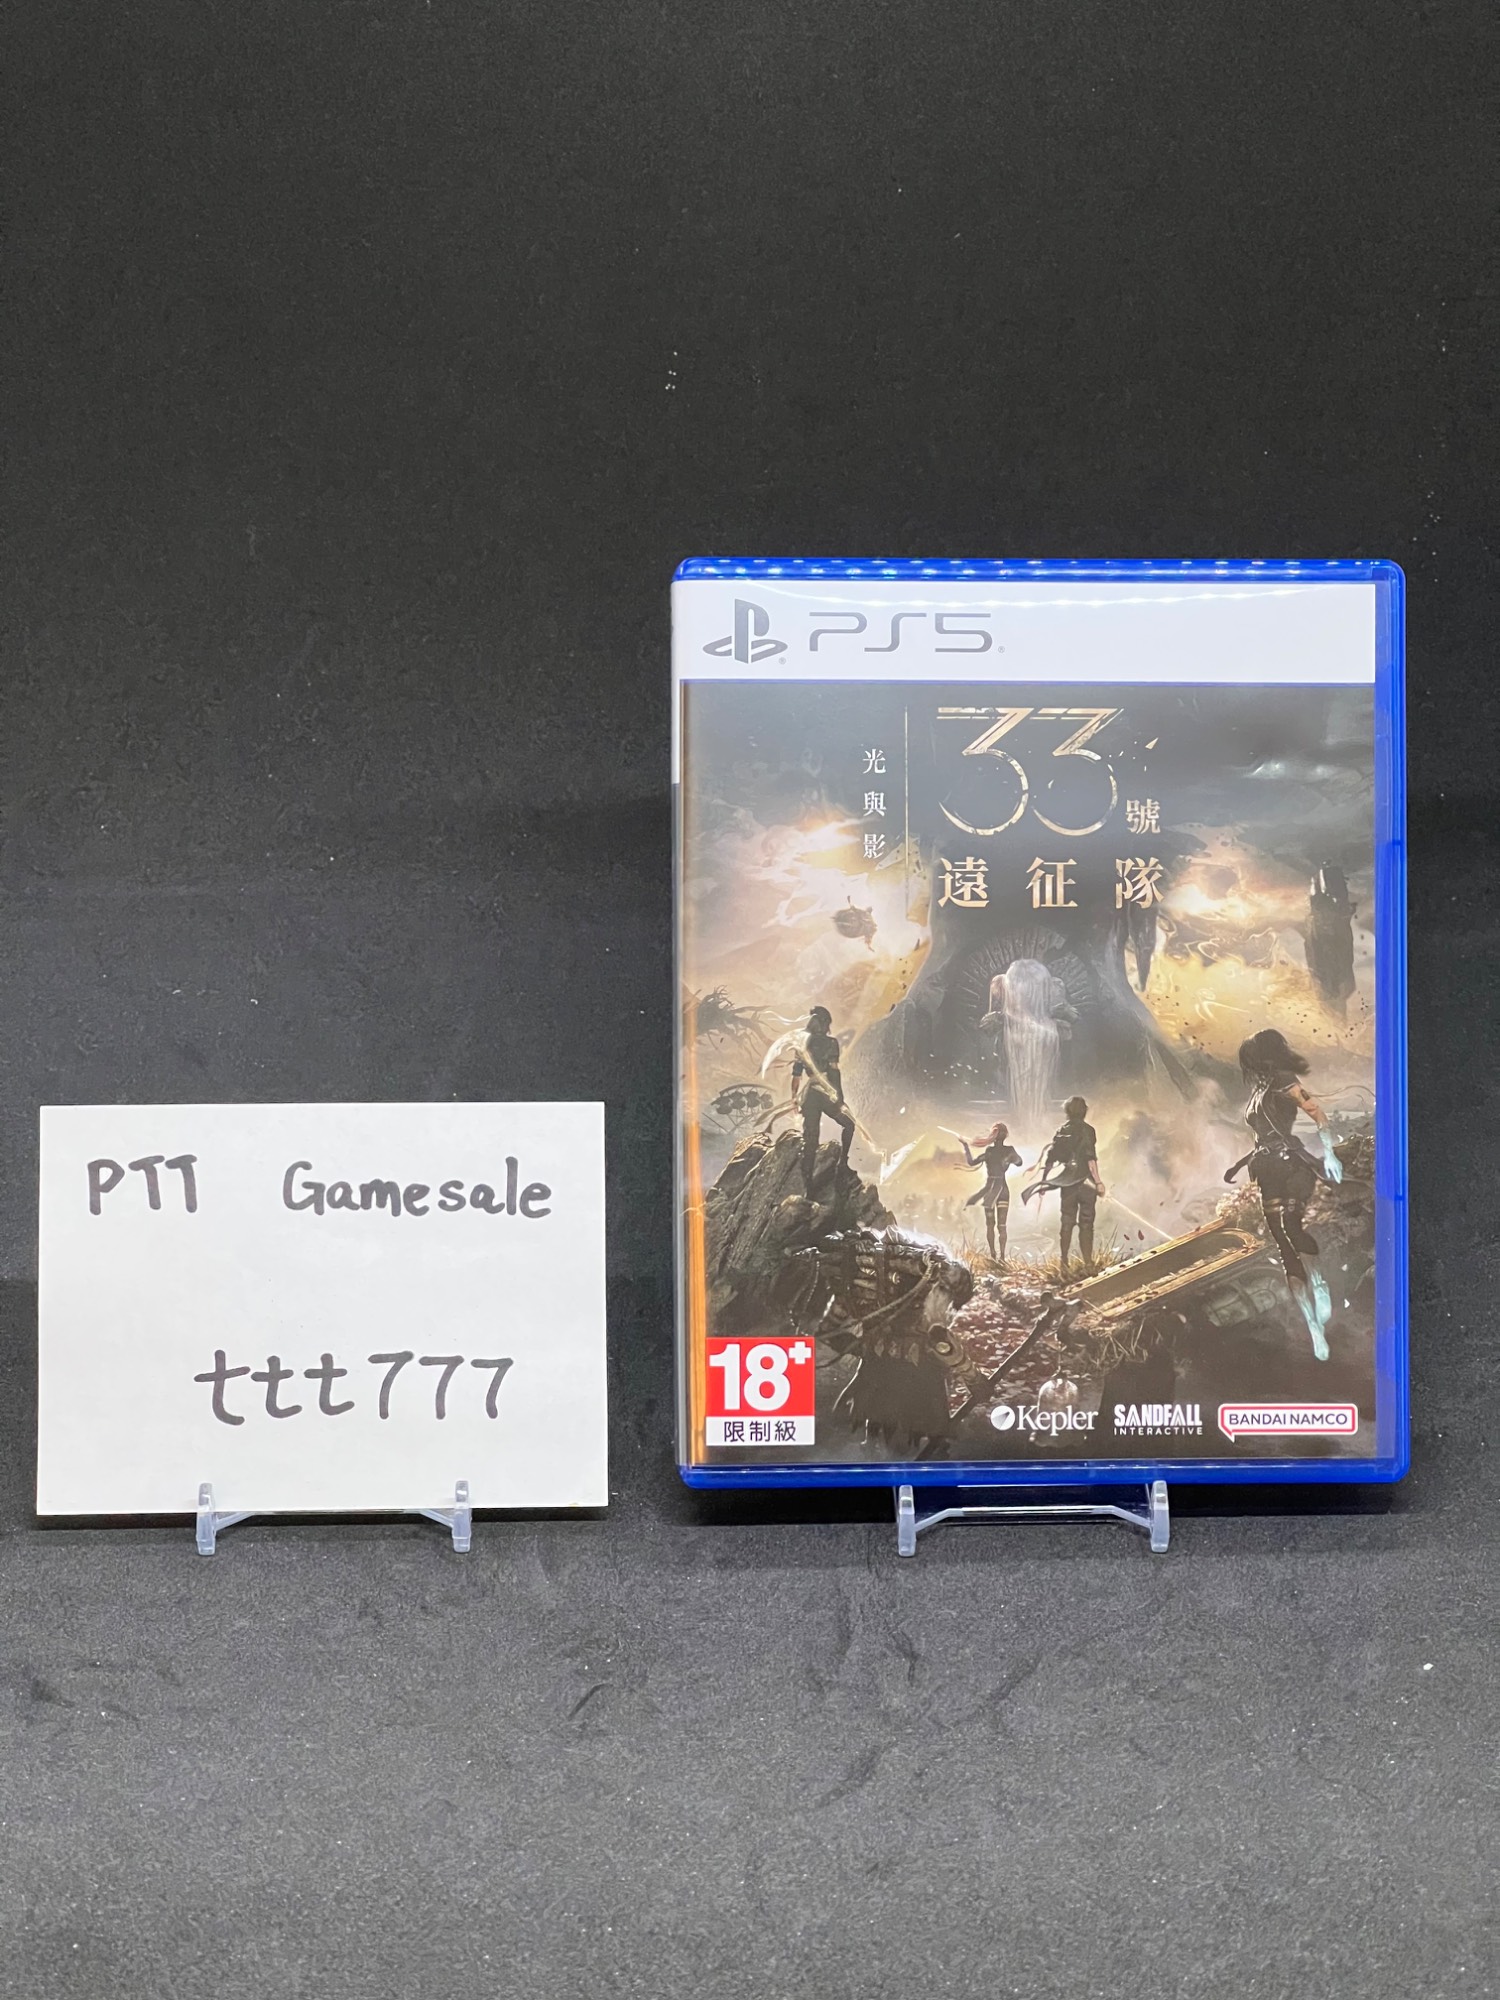 PTT Gamesale
ttt777
PS5
光與影
33號
遠征隊
18+
限制級
Kepler
SANDFALL
INTERACTIVE
BANDAI NAMCO